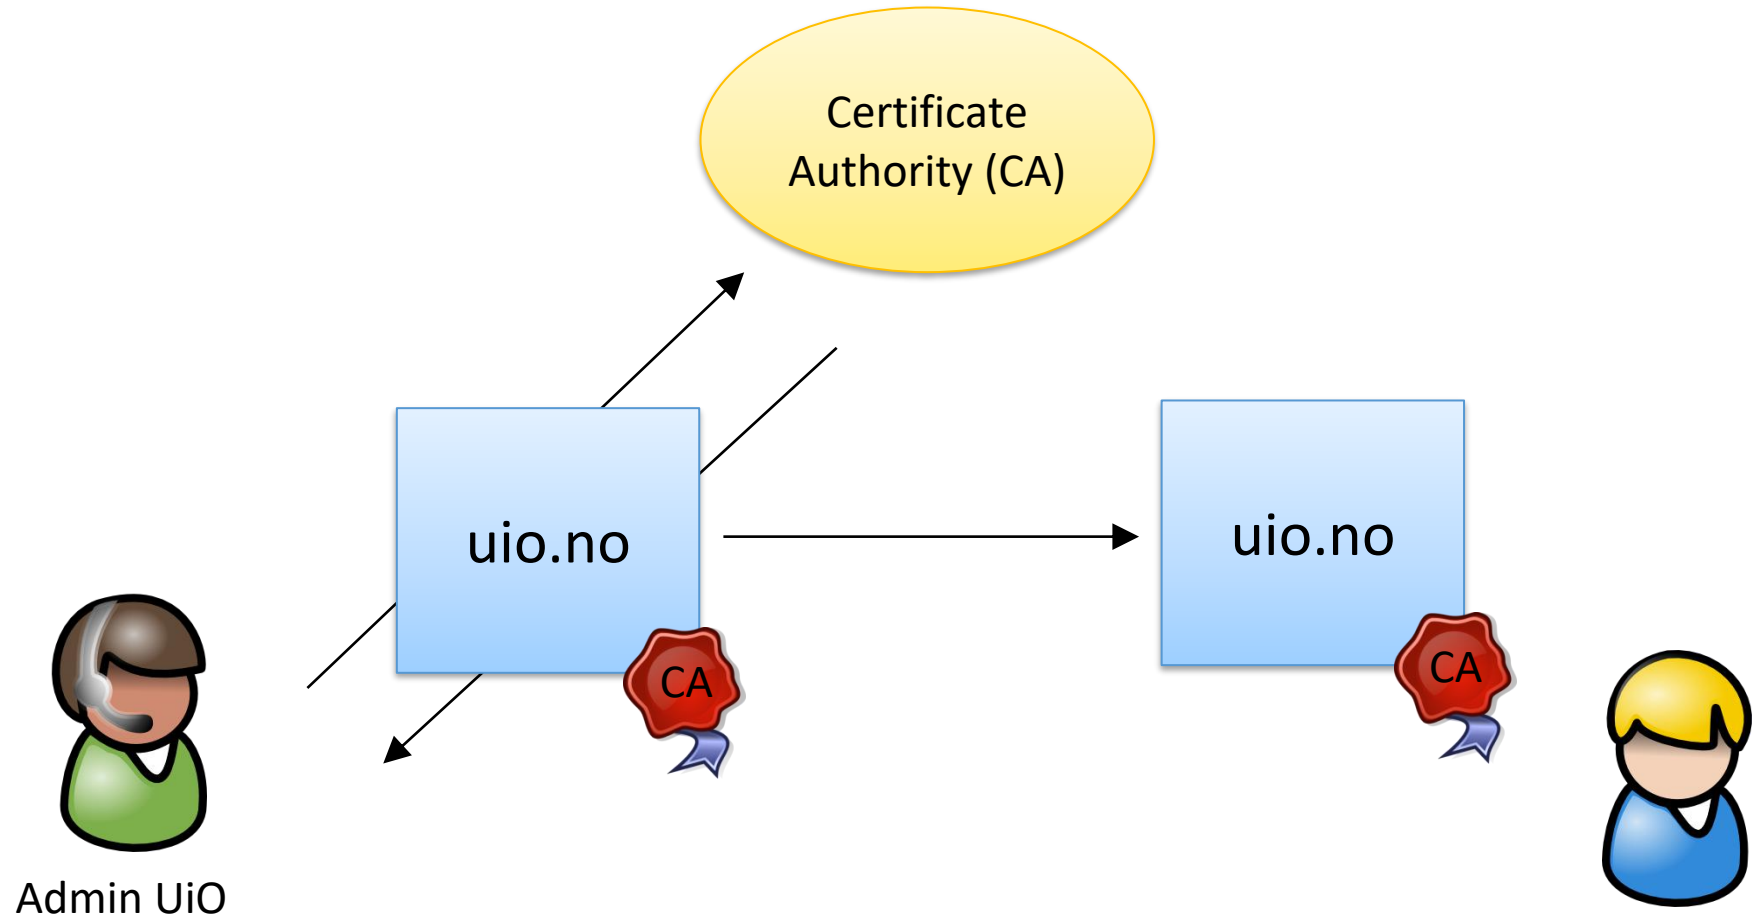 Certificate
Authority (CA)
uio.no
uio.no
CA
CA
Admin UiO